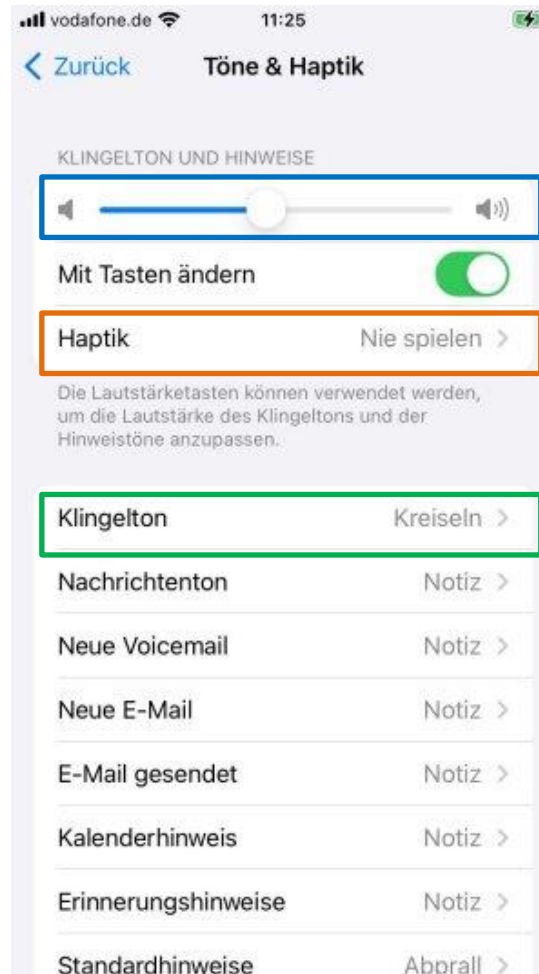 vodafone.de 11:25
Zurück Töne & Haptik
KLINGELTON UND HINWEISE
Mit Tasten ändern
Haptik Nie spielen
Die Lautstärketasten können verwendet werden,
um die Lautstärke des Klingeltons und der
Hinweistöne anzupassen.
Klingelton Kreiseln
Nachrichtenton Notiz
Neue Voicemail Notiz
Neue E-Mail Notiz
E-Mail gesendet Notiz
Kalenderhinweis Notiz
Erinnerungshinweise Notiz
Standardhinweise Abprall